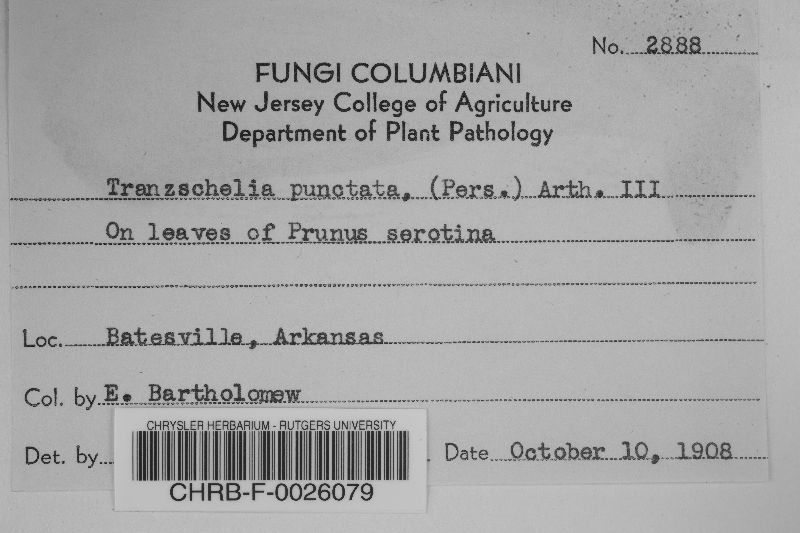 No. 2888
FUNGI COLUMBIANI
New Jersey College of Agriculture
Department of Plant Pathology
Tranzschelia punctata, (Pers.) Arth. III
On leaves of Prunus serotina
Loc. Batesville, Arkansas
Col. by E. Bartholomew
Det. by
Date October 10, 1908
CHRYSLER HERBARIUM - RUTGERS UNIVERSITY
CHRB-F-0026079